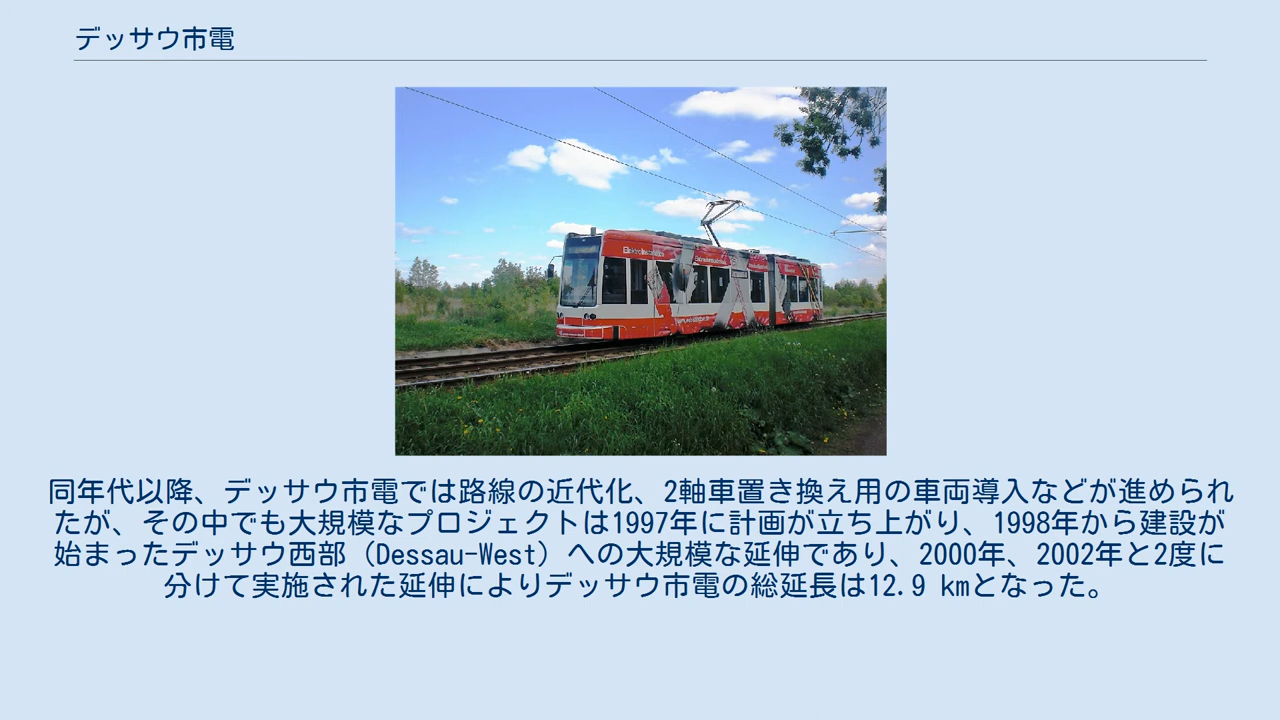 デッサウ市電
同年代以降、デッサウ市電では路線の近代化、2軸車置き換え用の車両導入などが進められ
たが、その中でも大規模なプロジェクトは1997年に計画が立ち上がり、1998年から建設が
始まったデッサウ西部（Dessau-West）への大規模な延伸であり、2000年、2002年と2度に
分けて実施された延伸によりデッサウ市電の総延長は12.9 kmとなった。